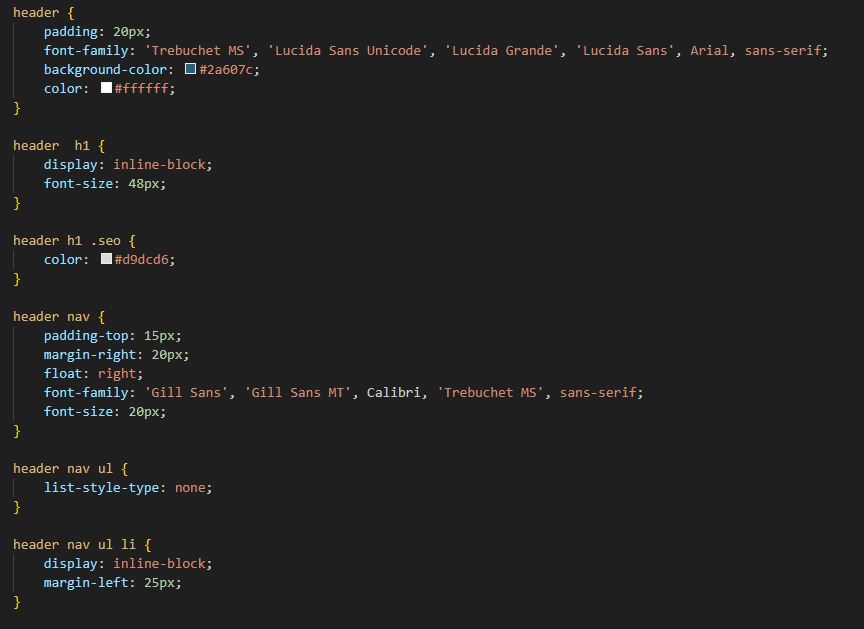 header {
    padding: 20px;
    font-family: 'Trebuchet MS', 'Lucida Sans Unicode', 'Lucida Grande', 'Lucida Sans', Arial, sans-serif;
    background-color: #2a607c;
    color: #ffffff;
}

header  h1 {
    display: inline-block;
    font-size: 48px;
}

header h1 .seo {
    color: #d9dcd6;
}

header nav {
    padding-top: 15px;
    margin-right: 20px;
    float: right;
    font-family: 'Gill Sans', 'Gill Sans MT', Calibri, 'Trebuchet MS', sans-serif;
    font-size: 20px;
}

header nav ul {
    list-style-type: none;
}

header nav ul li {
    display: inline-block;
    margin-left: 25px;
}